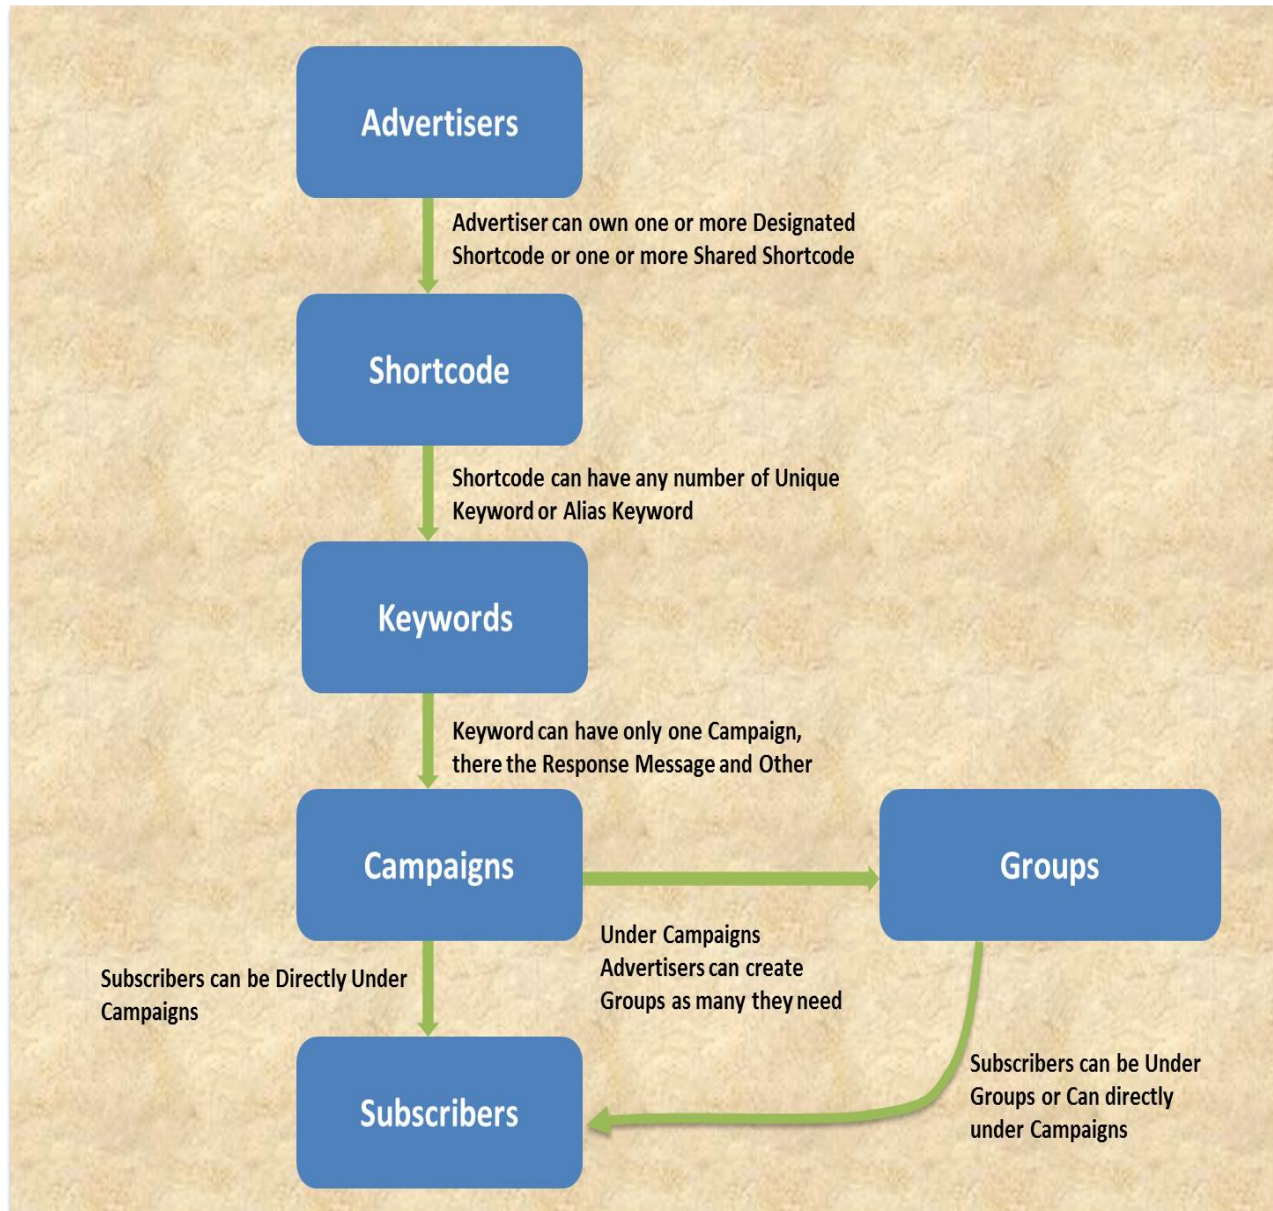 Advertisers
Advertiser can own one or more Designated
Shortcode or one or more Shared Shortcode
Shortcode
Shortcode can have any number of Unique
Keyword or Alias Keyword
Keywords
Keyword can have only one Campaign,
there the Response Message and Other
Campaigns
Groups
Under Campaigns
Advertisers can create
Groups as many they need
Subscribers can be Directly Under
Campaigns
Subscribers can be Under
Groups or Can directly
under Campaigns
Subscribers